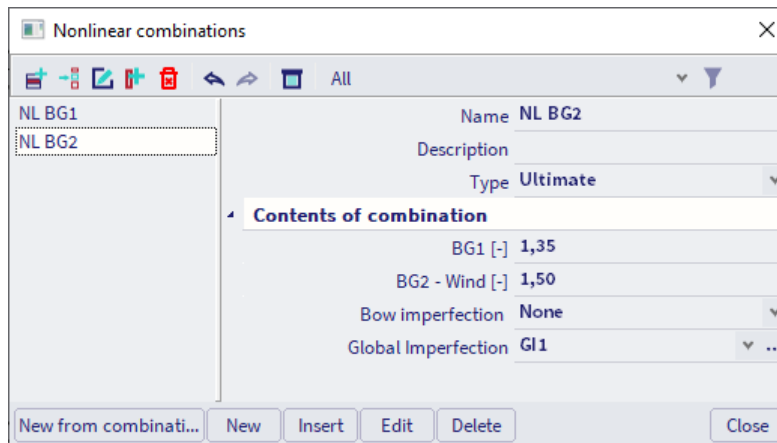 Nonlinear combinations
All
NL BG1
NL BG2
Name NL BG2
Description
Type Ultimate
Contents of combination
BG1 [-] 1,35
BG2 - Wind [-] 1,50
Bow imperfection None
Global Imperfection GI1 ..
New from combinati... New Insert Edit Delete Close